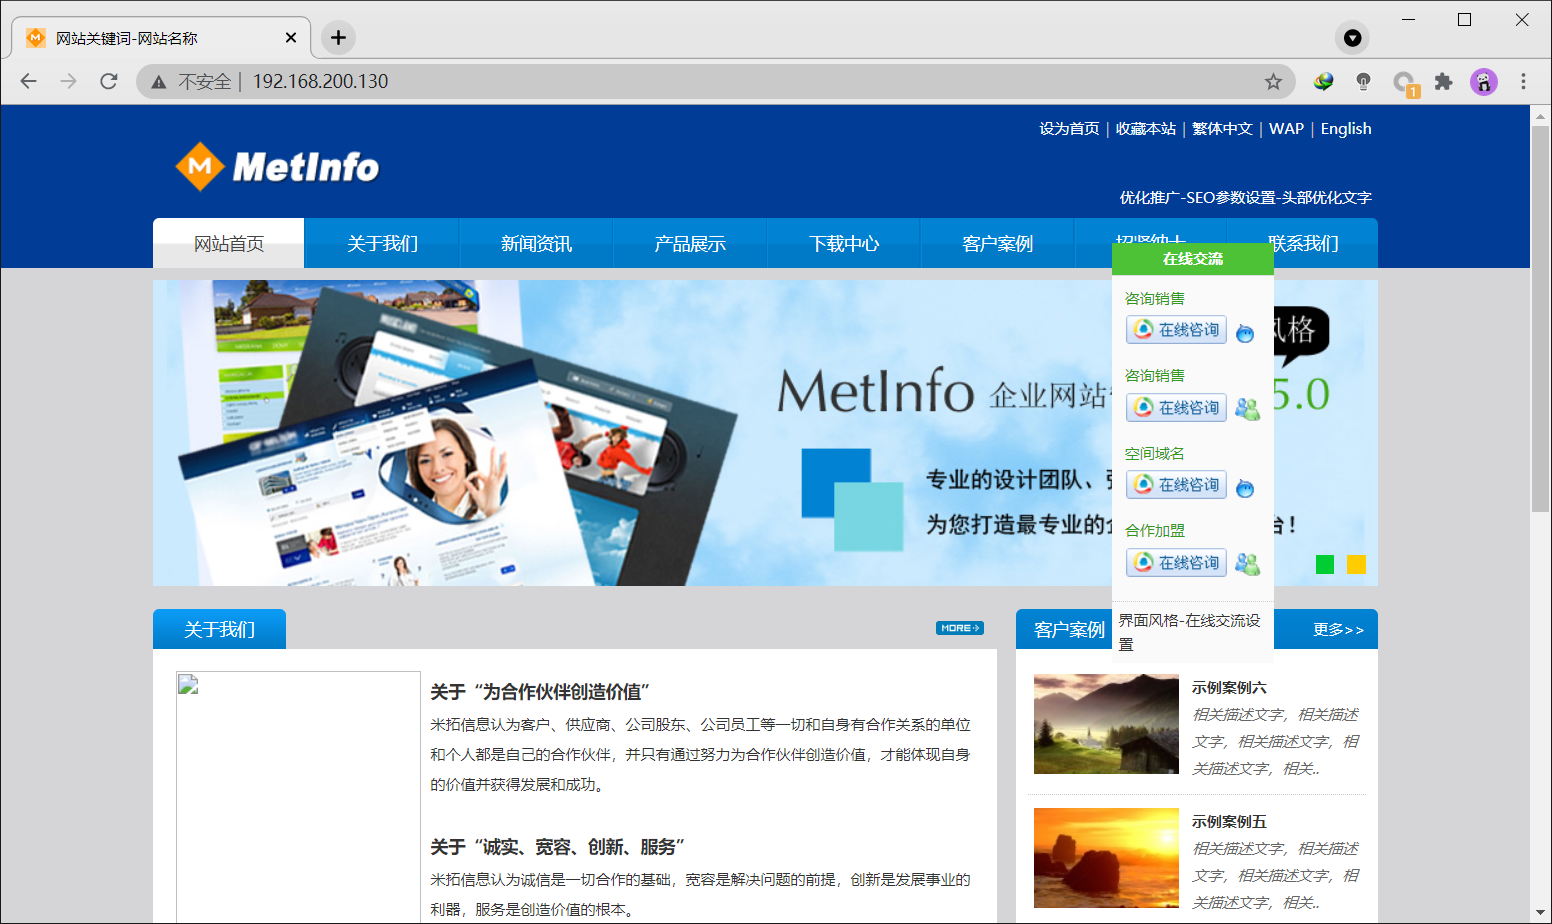 网站关键词-网站名称
不安全 | 192.168.200.130
1
设为首页 | 收藏本站 | 繁体中文 | WAP | English
M MetInfo
优化推广-SEO参数设置-头部优化文字
网站首页 关于我们 新闻资讯 产品展示 下载中心 客户案例 招贤纳士 联系我们
在线交流
咨询销售
在线咨询
咨询销售
在线咨询
空间域名
在线咨询
合作加盟
在线咨询
界面风格-在线交流设
置
风格
MetInfo 企业网站 5.0
专业的设计团队、
为您打造最专业的 台！
关于我们
MORE
关于“为合作伙伴创造价值”
米拓信息认为客户、供应商、公司股东、公司员工等一切和自身有合作关系的单位
和个人都是自己的合作伙伴，并只有通过努力为合作伙伴创造价值，才能体现自身
的价值并获得发展和成功。
关于“诚实、宽容、创新、服务”
米拓信息认为诚信是一切合作的基础，宽容是解决问题的前提，创新是发展事业的
利器，服务是创造价值的根本。
客户案例 更多>>
示例案例六
相关描述文字，相关描述
文字，相关描述文字，相
关描述文字，相关..
示例案例五
相关描述文字，相关描述
文字，相关描述文字，相
关描述文字，相关..